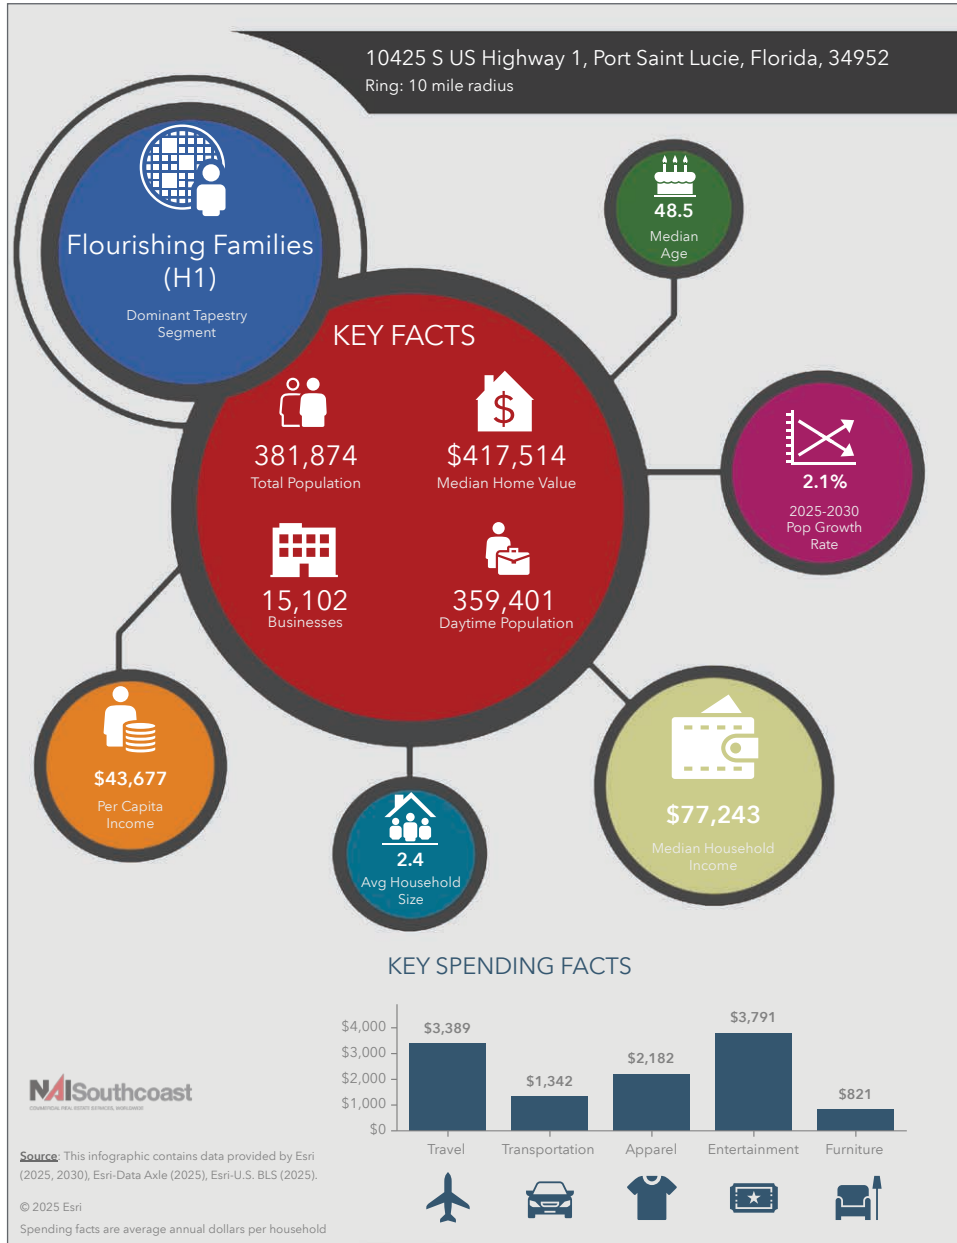 10425 S US Highway 1, Port Saint Lucie, Florida, 34952
Ring: 10 mile radius
Flourishing Families
(H1)
Dominant Tapestry
Segment
48.5
Median
Age
KEY FACTS
381,874
Total Population
$
$417,514
Median Home Value
15,102
Businesses
359,401
Daytime Population
2.1%
2025-2030
Pop Growth
Rate
$43,677
Per Capita
Income
2.4
Avg Household
Size
$77,243
Median Household
Income
KEY SPENDING FACTS
$4,000
$3,000
$2,000
$1,000
$0
$3,389
$1,342
$2,182
$3,791
$821
Travel
Transportation
Apparel
Entertainment
Furniture
NAISouthcoast
COMMERCIAL REAL ESTATE SERVICES, WORLDWIDE
Source: This infographic contains data provided by Esri
(2025, 2030), Esri-Data Axle (2025), Esri-U.S. BLS (2025).
© 2025 Esri
Spending facts are average annual dollars per household